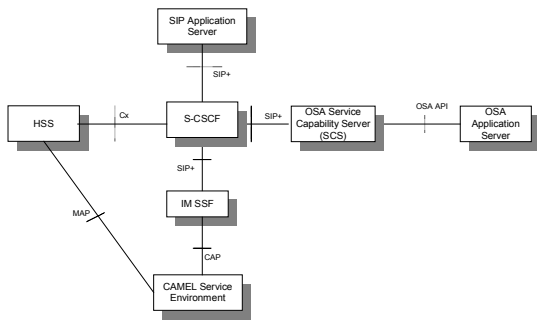 SIP Application
Server
SIP+
Cx
HSS
S-CSCF
SIP+
OSA Service
Capability Server
(SCS)
OSA API
OSA
Application
Server
SIP+
IM SSF
MAP
CAP
CAMEL Service
Environment